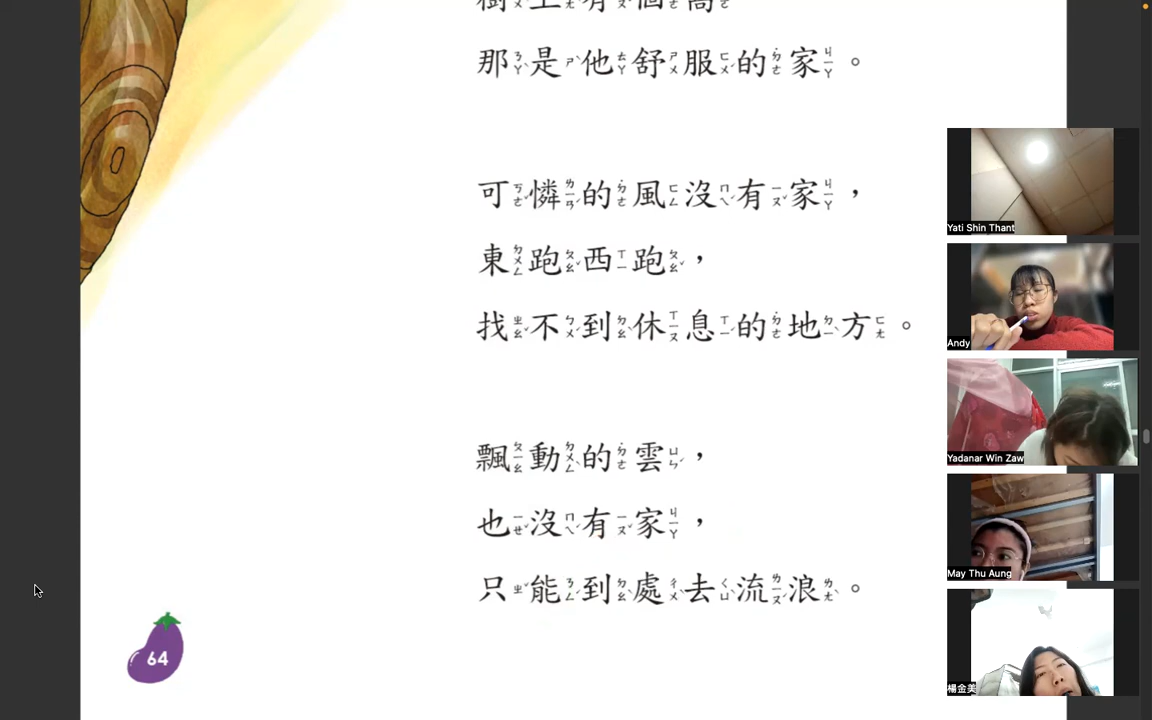 那是他舒服的家。
可憐的風沒有家，
東跑西跑，
找不到休息的地方。
飄動的雲，
也沒有家，
只能到處去流浪。
64
Yati Shin Thant
Andy
Yadanar Win Zaw
May Thu Aung
楊金美